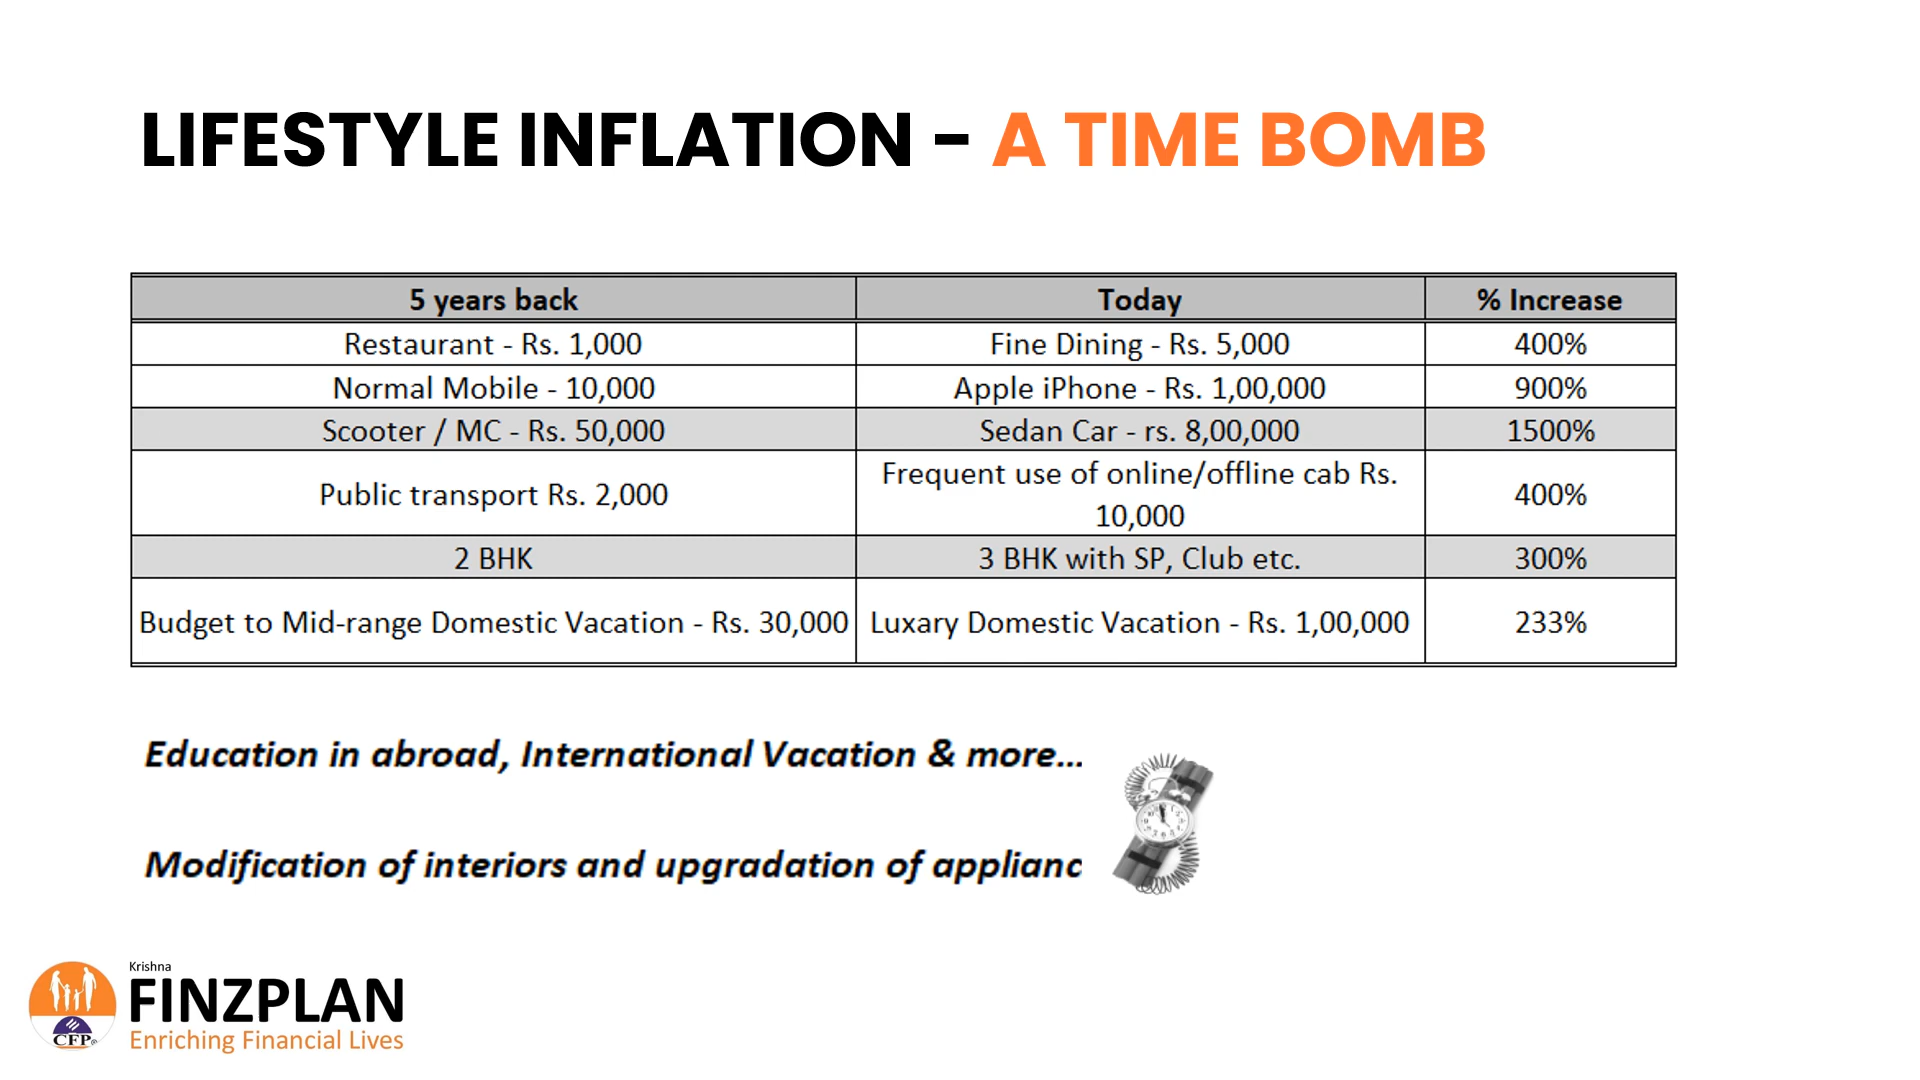 LIFESTYLE INFLATION - A TIME BOMB
5 years back Today % Increase
Restaurant - Rs. 1,000 Fine Dining - Rs. 5,000 400%
Normal Mobile - 10,000 Apple iPhone - Rs. 1,00,000 900%
Scooter / MC - Rs. 50,000 Sedan Car - rs. 8,00,000 1500%
Public transport Rs. 2,000 Frequent use of online/offline cab Rs.
10,000 400%
2 BHK 3 BHK with SP, Club etc. 300%
Budget to Mid-range Domestic Vacation - Rs. 30,000 Luxary Domestic Vacation - Rs. 1,00,000 233%
Education in abroad, International Vacation & more...
Modification of interiors and upgradation of applianc
Krishna
FINZPLAN
Enriching Financial Lives
CFP®